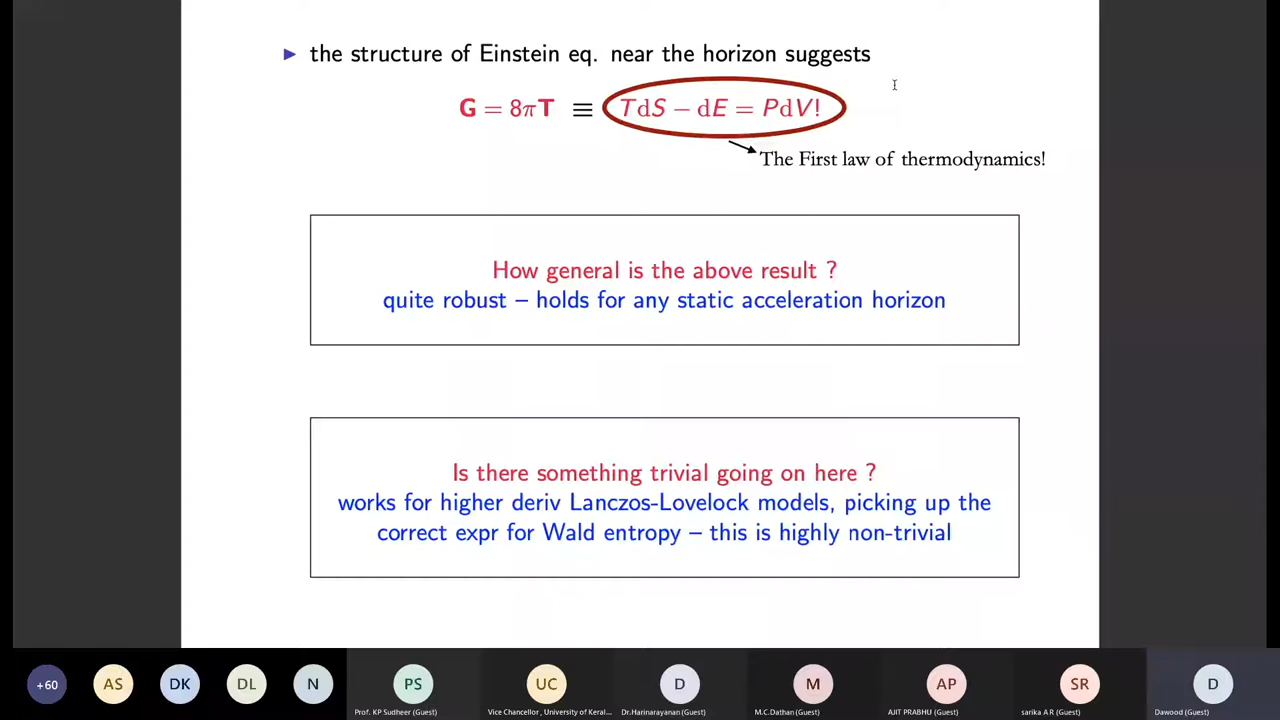 ▶ the structure of Einstein eq. near the horizon suggests
G = 8πT ≡ TdS − dE = PdV!
The First law of thermodynamics!
How general is the above result ?
quite robust – holds for any static acceleration horizon
Is there something trivial going on here ?
works for higher deriv Lanczos-Lovelock models, picking up the
correct expr for Wald entropy – this is highly non-trivial
+60 AS DK DL N PS UC D M AP SR D
Prof. KP Sudheer (Guest) Vice Chancellor , University of Keral... Dr.Harinarayanan (Guest) M.C.Dathan (Guest) AJIT PRABHU (Guest) sarika A R (Guest) Dawood (Guest)